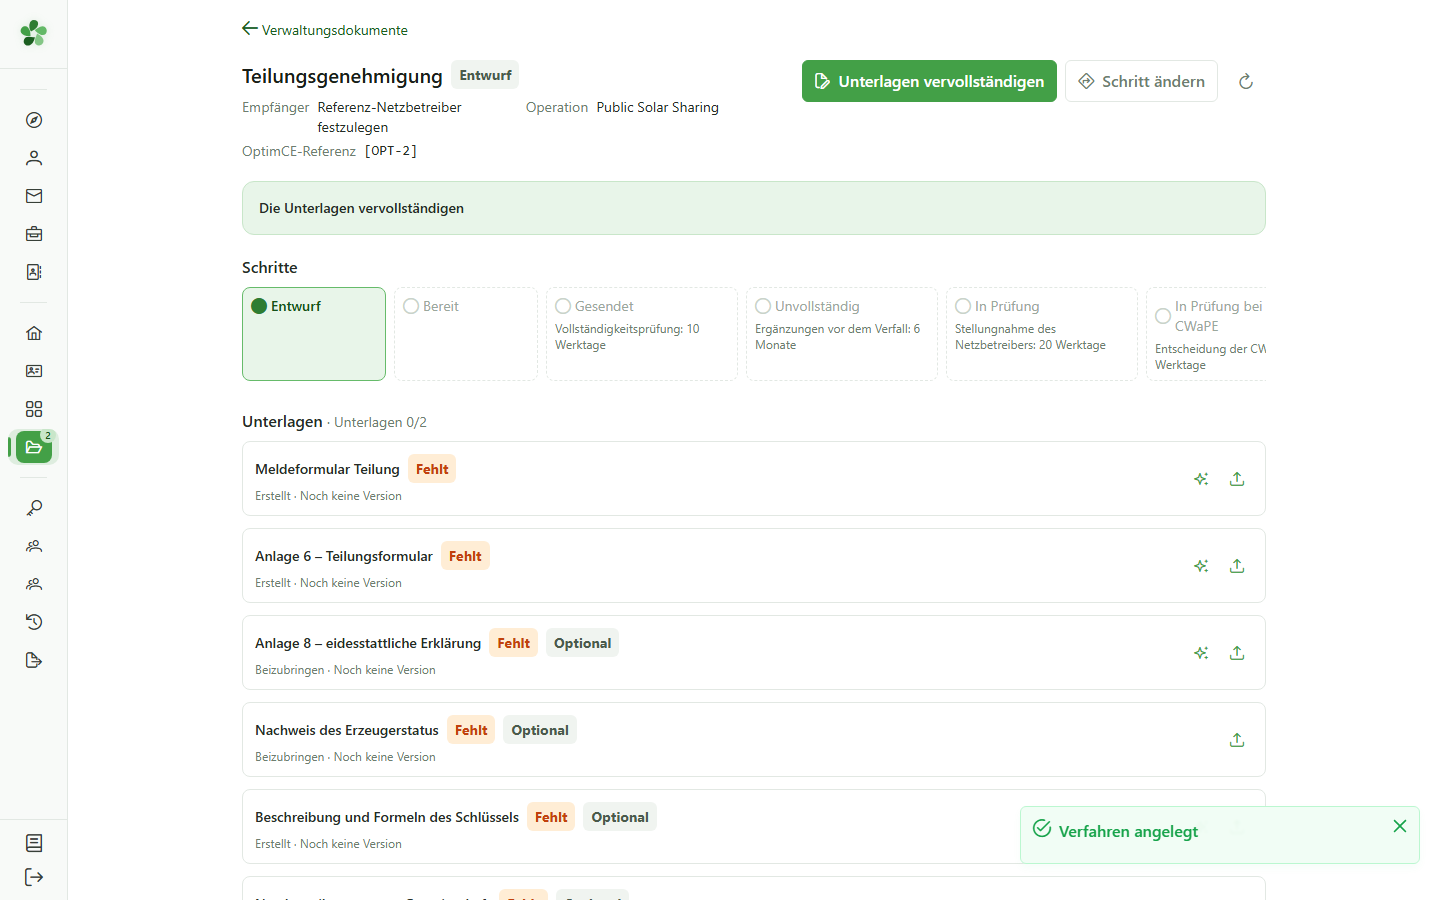 Verwaltungsdokumente
Teilungsgenehmigung Entwurf
Unterlagen vervollständigen
Schritt ändern
Empfänger Referenz-Netzbetreiber festzulegen
Operation Public Solar Sharing
OptimCE-Referenz [OPT-2]
Die Unterlagen vervollständigen
Schritte
Entwurf
Bereit
Gesendet
Vollständigkeitsprüfung: 10
Werktage
Unvollständig
Ergänzungen vor dem Verfall: 6
Monate
In Prüfung
Stellungnahme des
Netzbetreibers: 20 Werktage
In Prüfung bei
CWaPE
Entscheidung der CW
Werktage
2
Unterlagen · Unterlagen 0/2
Meldeformular Teilung Fehlt
Erstellt · Noch keine Version
Anlage 6 – Teilungsformular Fehlt
Erstellt · Noch keine Version
Anlage 8 – eidesstattliche Erklärung Fehlt Optional
Beizubringen · Noch keine Version
Nachweis des Erzeugerstatus Fehlt Optional
Beizubringen · Noch keine Version
Beschreibung und Formeln des Schlüssels Fehlt Optional
Erstellt · Noch keine Version
Verfahren angelegt